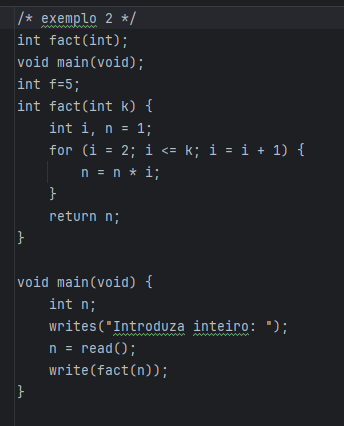 /* exemplo 2 */
int fact(int);
void main(void);
int f=5;
int fact(int k) {
    int i, n = 1;
    for (i = 2; i <= k; i = i + 1) {
        n = n * i;
    }
    return n;
}

void main(void) {
    int n;
    writes("Introduza inteiro: ");
    n = read();
    write(fact(n));
}